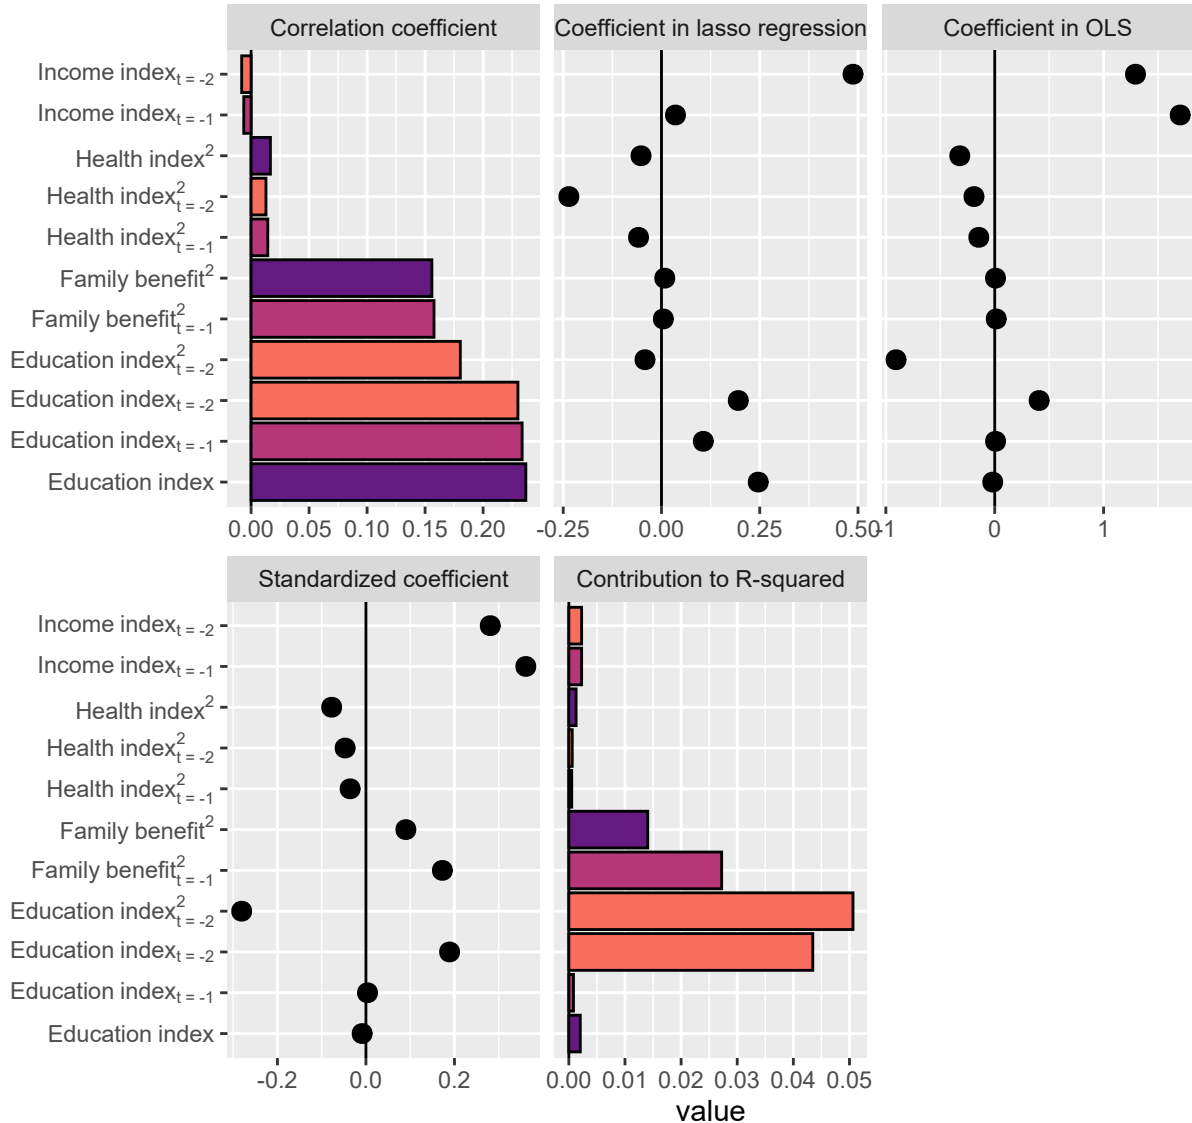 Correlation coefficient
Coefficient in lasso regression
Coefficient in OLS
Income index t = -2
Income index t = -1
Health index²
Health index² t = -2
Health index² t = -1
Family benefit²
Family benefit² t = -1
Education index² t = -2
Education index t = -2
Education index t = -1
Education index
0.00 0.05 0.10 0.15 0.20
-0.25 0.00 0.25 0.50
-1 0 1
Standardized coefficient
Contribution to R-squared
Income index t = -2
Income index t = -1
Health index²
Health index² t = -2
Health index² t = -1
Family benefit²
Family benefit² t = -1
Education index² t = -2
Education index t = -2
Education index t = -1
Education index
-0.2 0.0 0.2
0.00 0.01 0.02 0.03 0.04 0.05
value